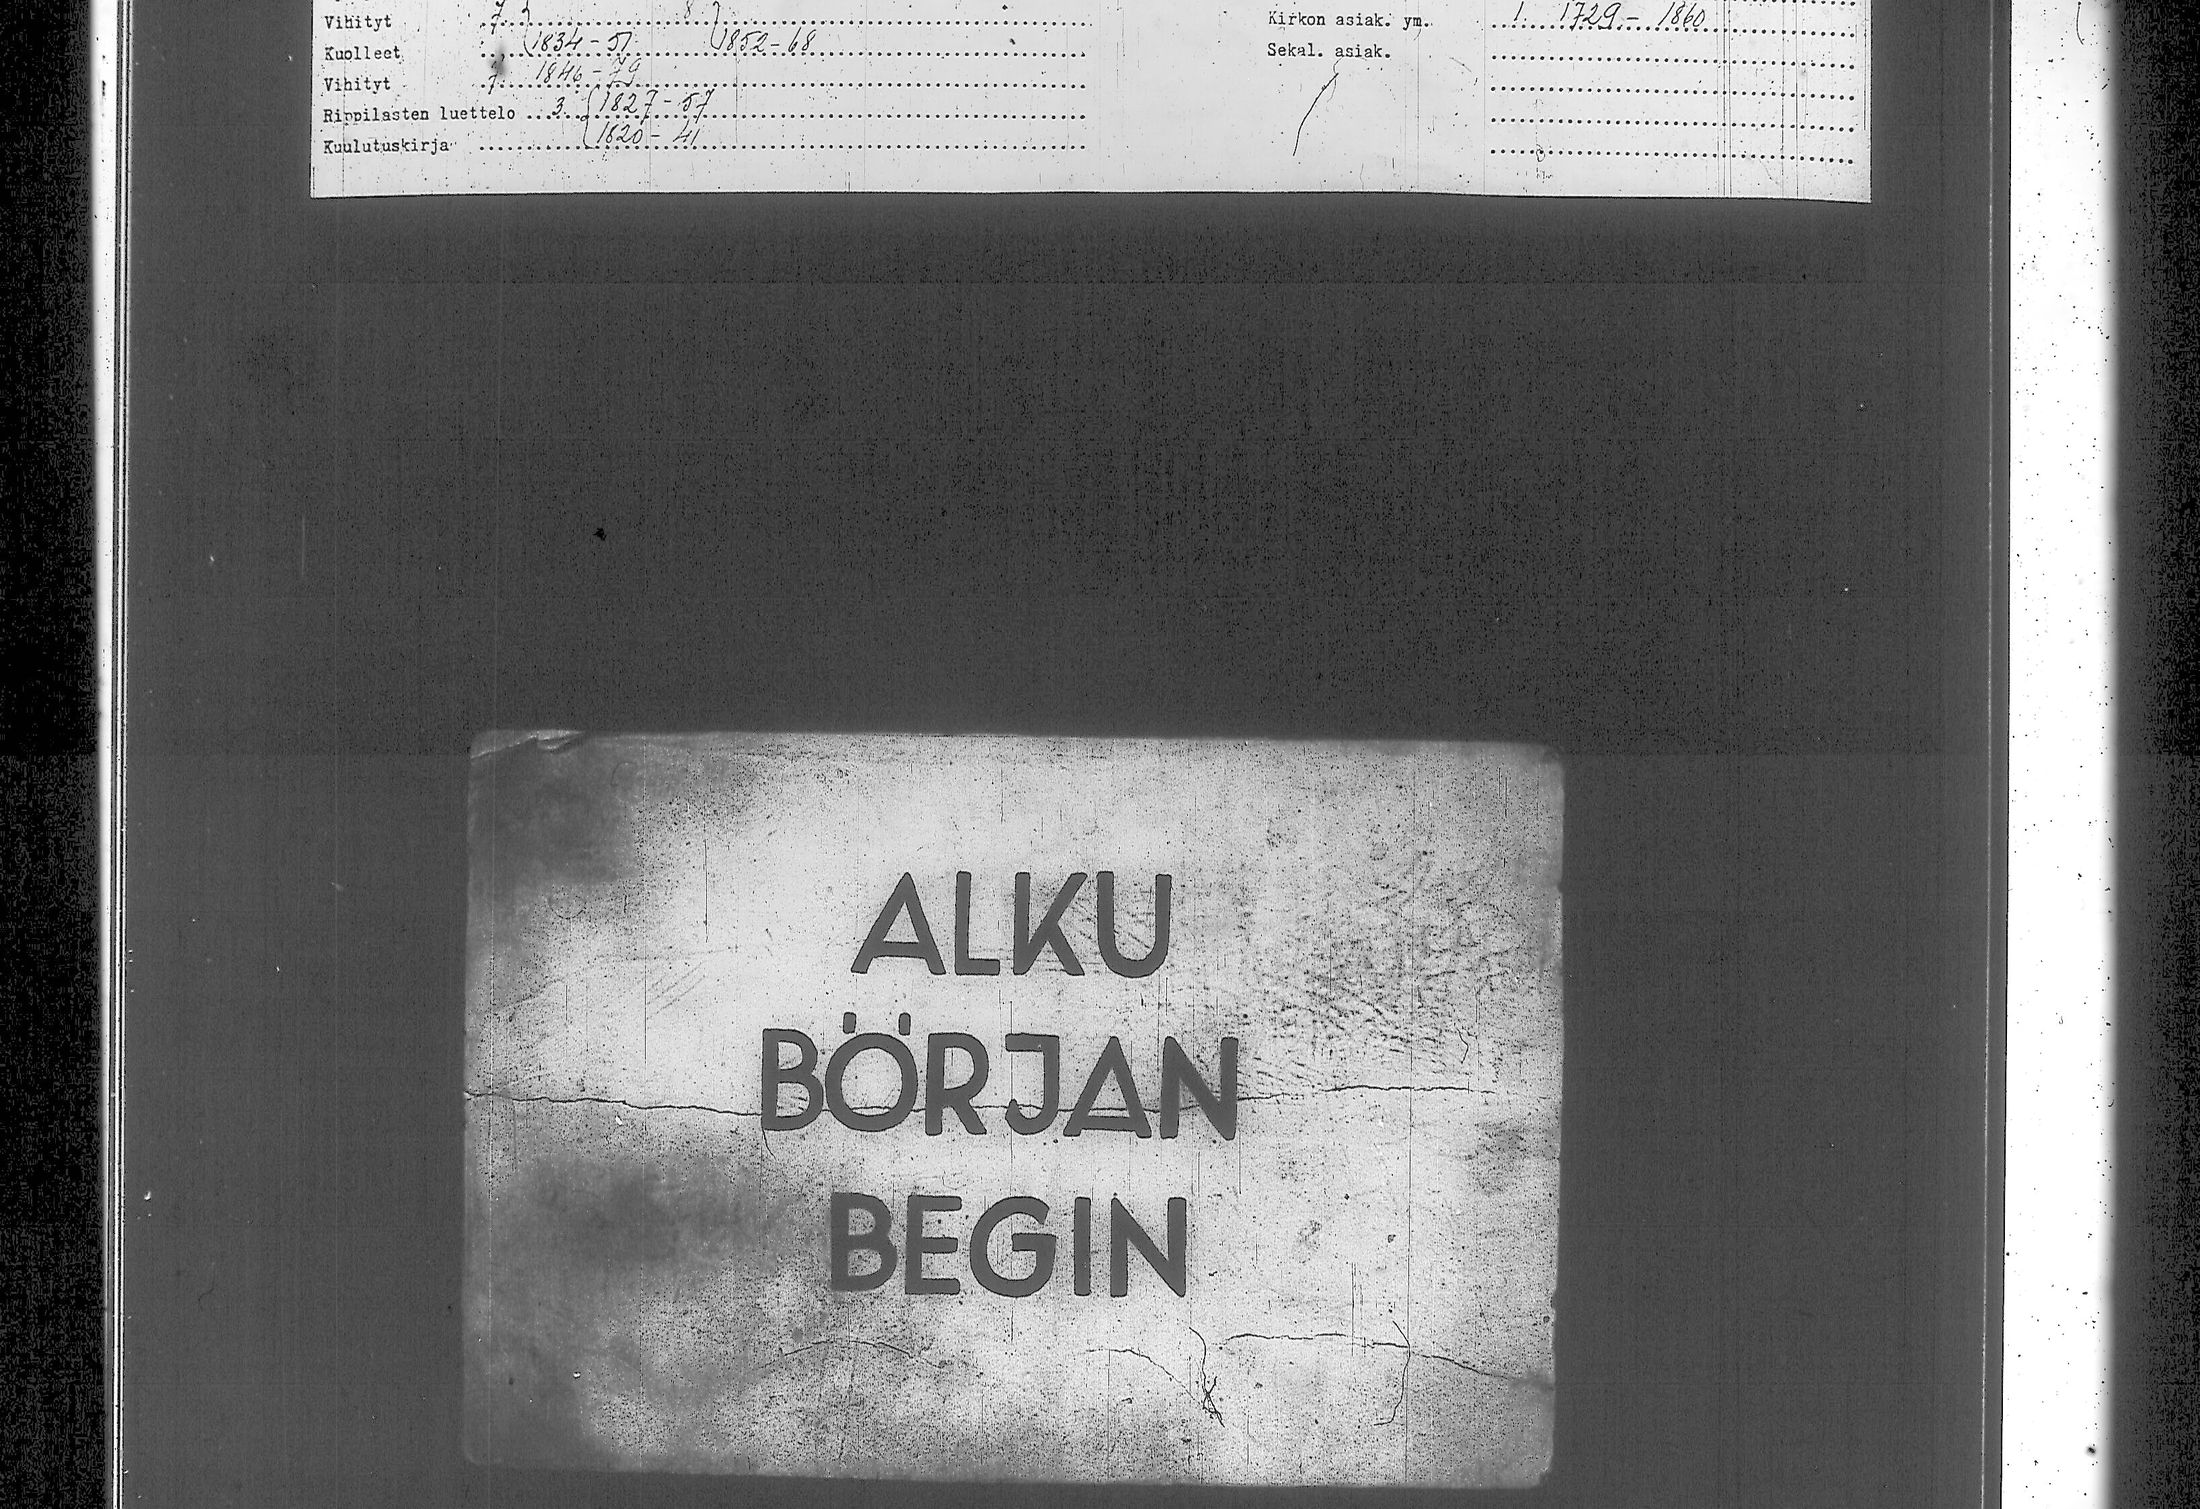 Vihityt 7 8
Kuolleet 1834-51 1852-68
Vihityt 7. 1846-79
Rippilasten luettelo 3. 1827-57
Kuulutuskirja 1820-41
Kirkon asiak. ym. 1. 1729-1860
Sekal. asiak.
ALKU
BÖRJAN
BEGIN